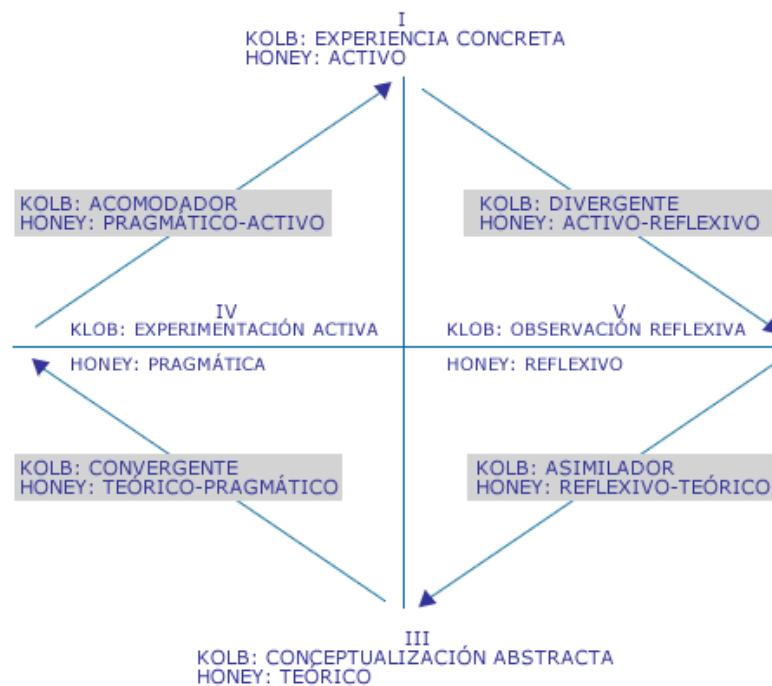 I
KOLB: EXPERIENCIA CONCRETA
HONEY: ACTIVO
KOLB: ACOMODADOR
HONEY: PRAGMÁTICO-ACTIVO
KOLB: DIVERGENTE
HONEY: ACTIVO-REFLEXIVO
IV
KLOB: EXPERIMENTACIÓN ACTIVA
HONEY: PRAGMÁTICA
V
KLOB: OBSERVACIÓN REFLEXIVA
HONEY: REFLEXIVO
KOLB: CONVERGENTE
HONEY: TEÓRICO-PRAGMÁTICO
KOLB: ASIMILADOR
HONEY: REFLEXIVO-TEÓRICO
III
KOLB: CONCEPTUALIZACIÓN ABSTRACTA
HONEY: TEÓRICO